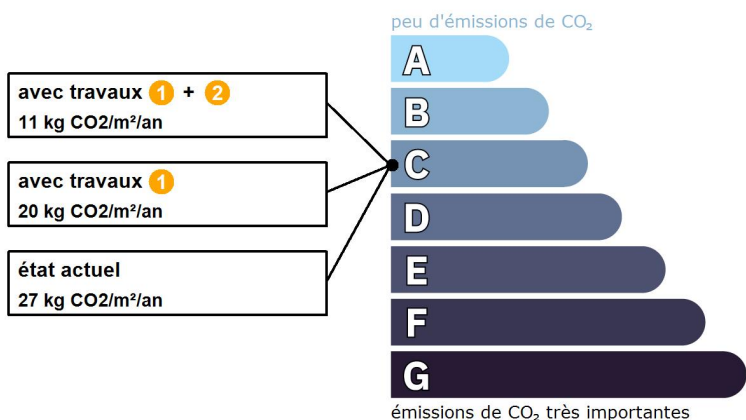 peu d'émissions de CO₂
avec travaux 1 + 2
11 kg CO2/m²/an
avec travaux 1
20 kg CO2/m²/an
état actuel
27 kg CO2/m²/an
A
B
C
D
E
F
G
émissions de CO₂ très importantes